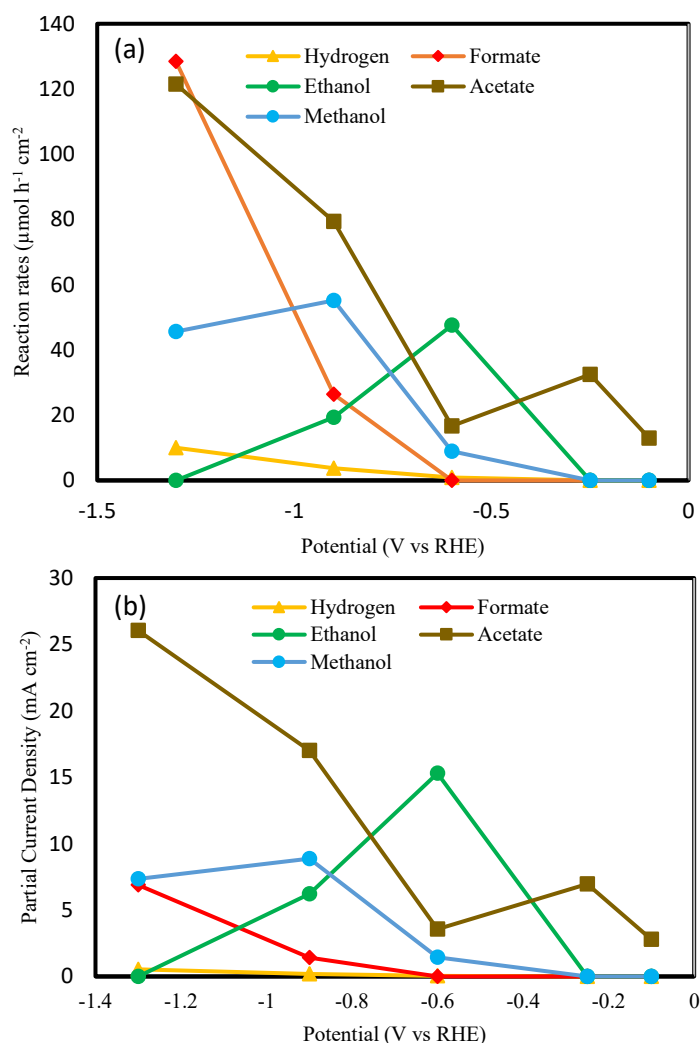 (a)
Hydrogen Formate
Ethanol Acetate
Methanol
140
120
100
80
60
40
20
0
Reaction rates (µmol h⁻¹ cm⁻²)
-1.5 -1 -0.5 0
Potential (V vs RHE)
(b)
Hydrogen Formate
Ethanol Acetate
Methanol
30
25
20
15
10
5
0
Partial Current Density (mA cm⁻²)
-1.4 -1.2 -1 -0.8 -0.6 -0.4 -0.2 0
Potential (V vs RHE)